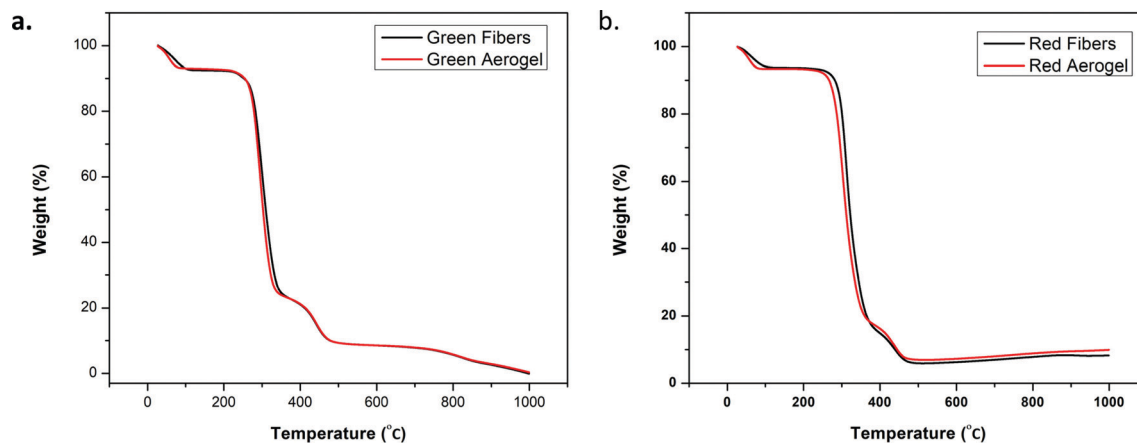 a.
Green Fibers
Green Aerogel
Weight (%)
100
80
60
40
20
0
0 200 400 600 800 1000
Temperature (°C)
b.
Red Fibers
Red Aerogel
Weight (%)
100
80
60
40
20
0
0 200 400 600 800 1000
Temperature (°C)